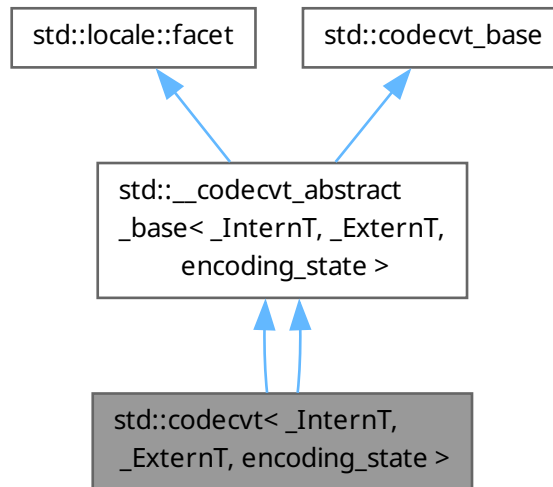 std::locale::facet
std::codecvt_base
std::__codecvt_abstract
_base< _InternT, _ExternT,
encoding_state >
std::codecvt< _InternT,
_ExternT, encoding_state >